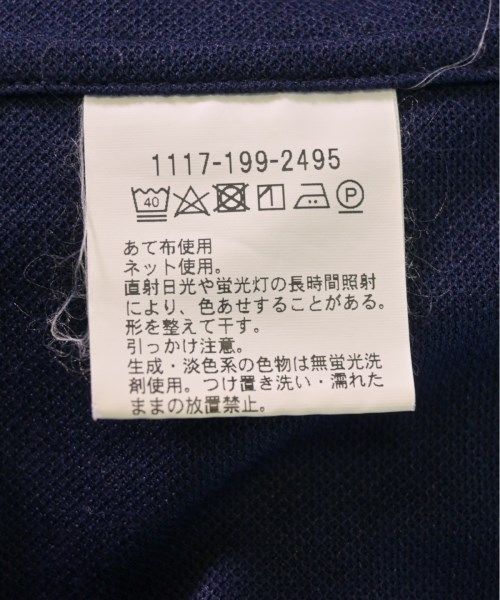 1117-199-2495
40 P
あて布使用
ネット使用。
直射日光や蛍光灯の長時間照射
により、色あせすることがある。
形を整えて干す。
引っかけ注意。
生成・淡色系の色物は無蛍光洗
剤使用。つけ置き洗い・濡れた
ままの放置禁止。